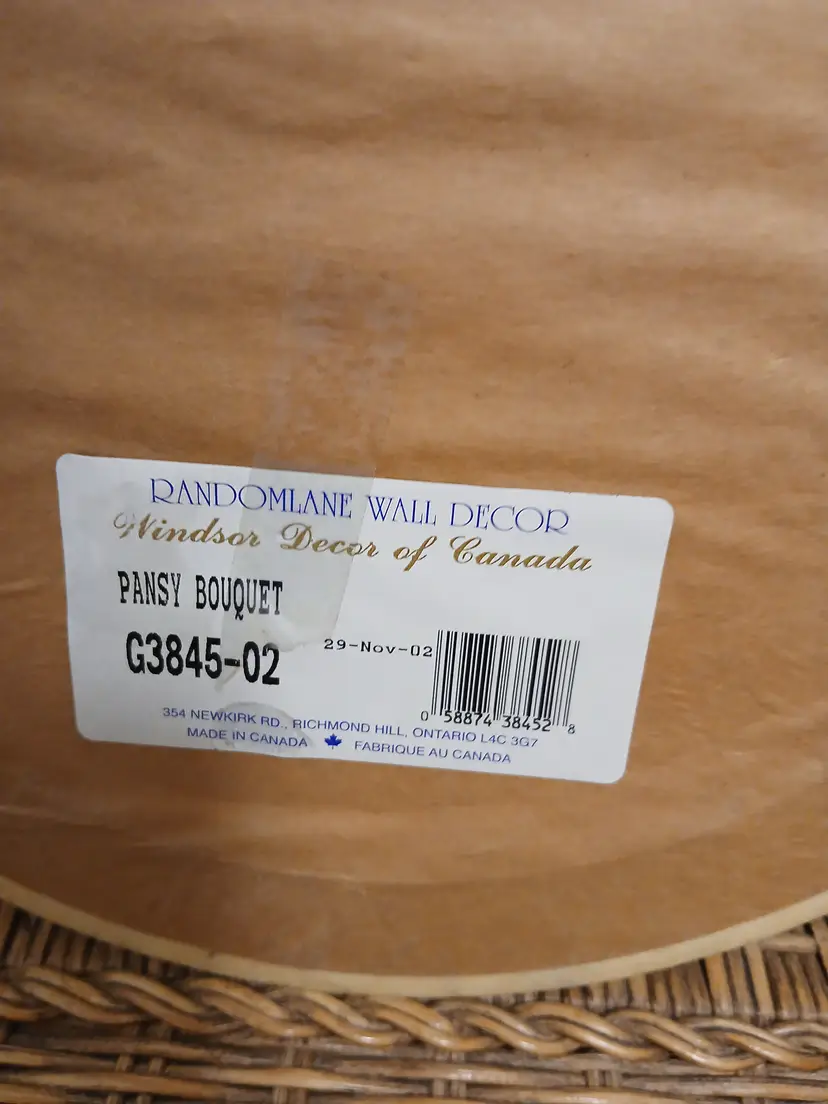 RANDOMLANE WALL DECOR
Windsor Decor of Canada
PANSY BOUQUET
G3845-02
29-Nov-02
0 58874 38452 8
354 NEWKIRK RD., RICHMOND HILL, ONTARIO L4C 3G7
MADE IN CANADA FABRIQUE AU CANADA